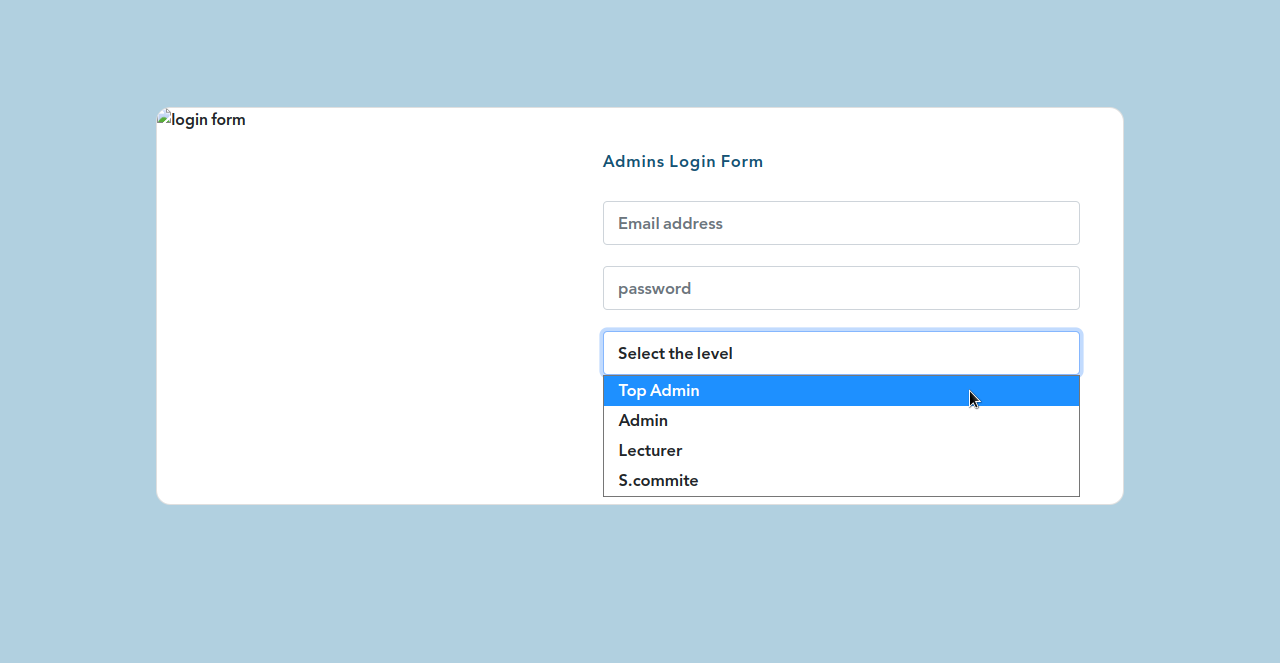 login form
Admins Login Form
Email address
password
Select the level
Top Admin
Admin
Lecturer
S.commite